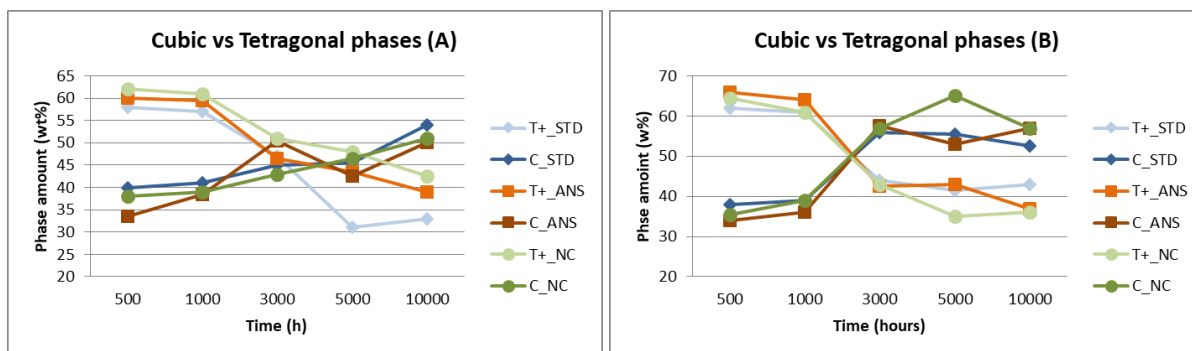 Cubic vs Tetragonal phases (A)
Phase amount (wt%)
65
60
55
50
45
40
35
30
25
20
500 1000 3000 5000 10000
Time (h)
T+_STD
C_STD
T+_ANS
C_ANS
T+_NC
C_NC
Cubic vs Tetragonal phases (B)
Phse amoint (w%)
70
60
50
40
30
20
500 1000 3000 5000 10000
Time (hours)
T+_STD
C_STD
T+_ANS
C_ANS
T+_NC
C_NC